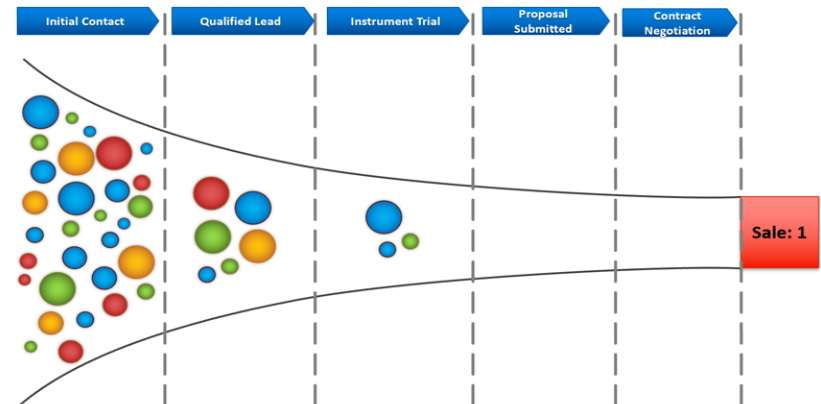 Initial Contact
Qualified Lead
Instrument Trial
Proposal
Submitted
Contract
Negotiation
Sale: 1